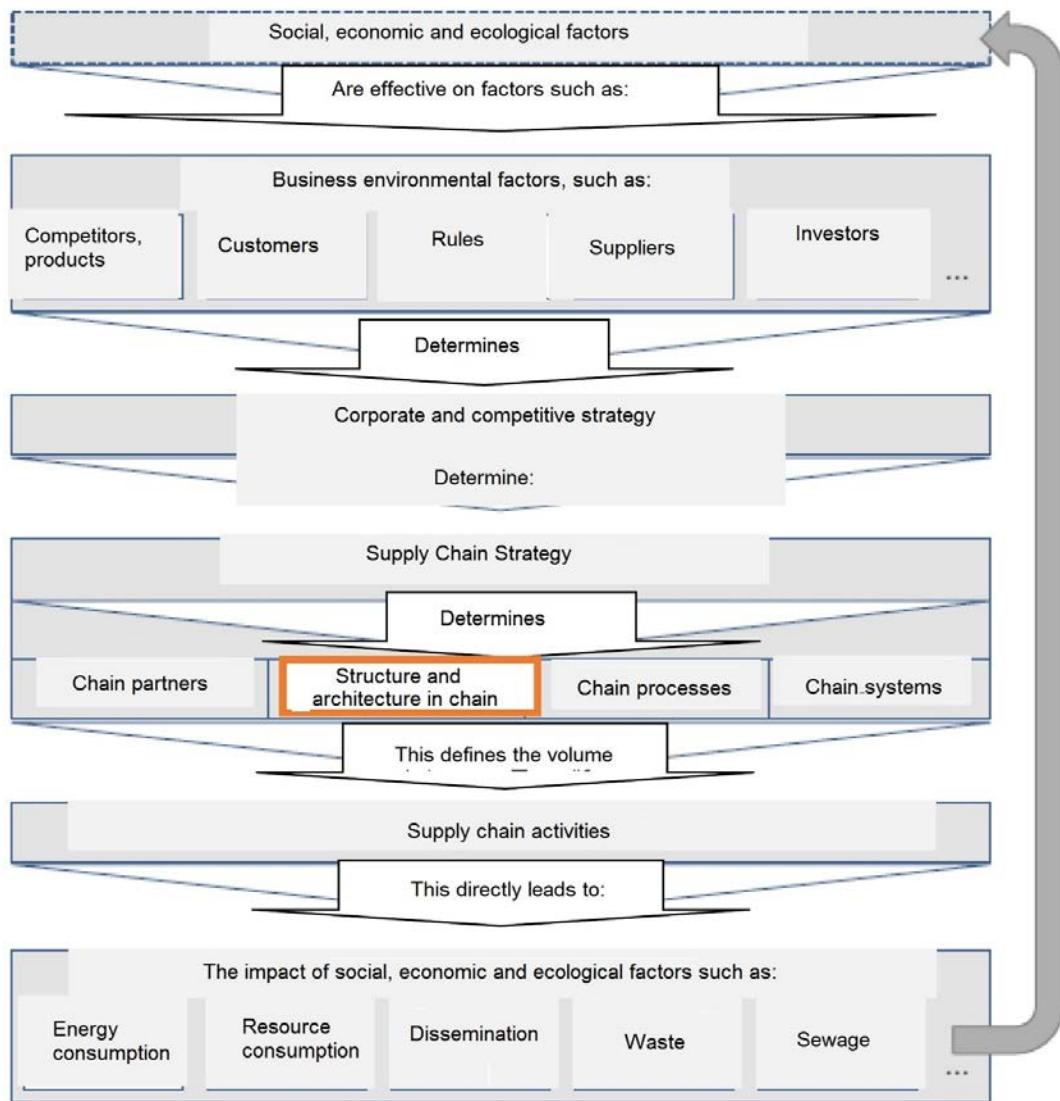 Social, economic and ecological factors
Are effective on factors such as:
Business environmental factors, such as:
Competitors,
products
Customers
Rules
Suppliers
Investors
...
Determines
Corporate and competitive strategy
Determine:
Supply Chain Strategy
Determines
Chain partners
Structure and
architecture in chain
Chain processes
Chain systems
This defines the volume
Supply chain activities
This directly leads to:
The impact of social, economic and ecological factors such as:
Energy
consumption
Resource
consumption
Dissemination
Waste
Sewage
...